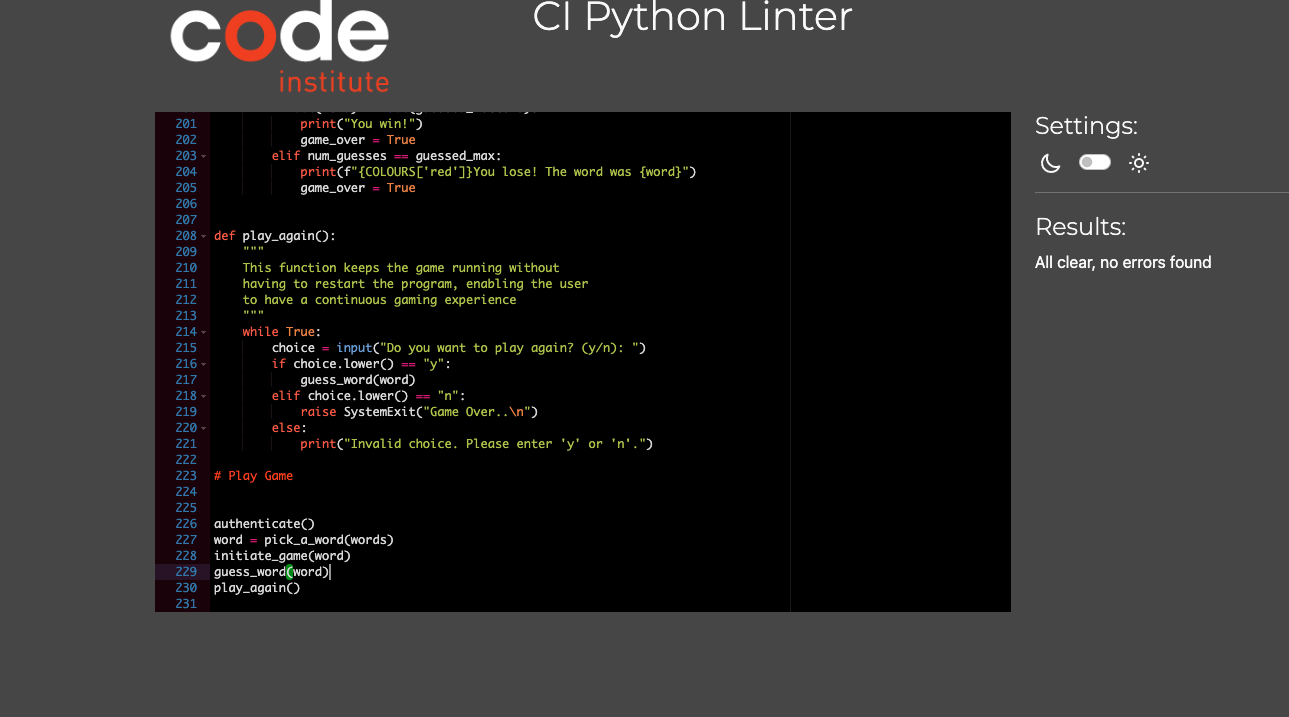 code
institute
CI Python Linter
201 print("You win!")
202 game_over = True
203 elif num_guesses == guessed_max:
204 print(f"{COLOURS['red']}You lose! The word was {word}")
205 game_over = True
206
207
208 def play_again():
209 """
210 This function keeps the game running without
211 having to restart the program, enabling the user
212 to have a continuous gaming experience
213 """
214 while True:
215 choice = input("Do you want to play again? (y/n): ")
216 if choice.lower() == "y":
217 guess_word(word)
218 elif choice.lower() == "n":
219 raise SystemExit("Game Over..\n")
220 else:
221 print("Invalid choice. Please enter 'y' or 'n'.")
222
223 # Play Game
224
225
226 authenticate()
227 word = pick_a_word(words)
228 initiate_game(word)
229 guess_word(word)
230 play_again()
231
Settings:
Results:
All clear, no errors found